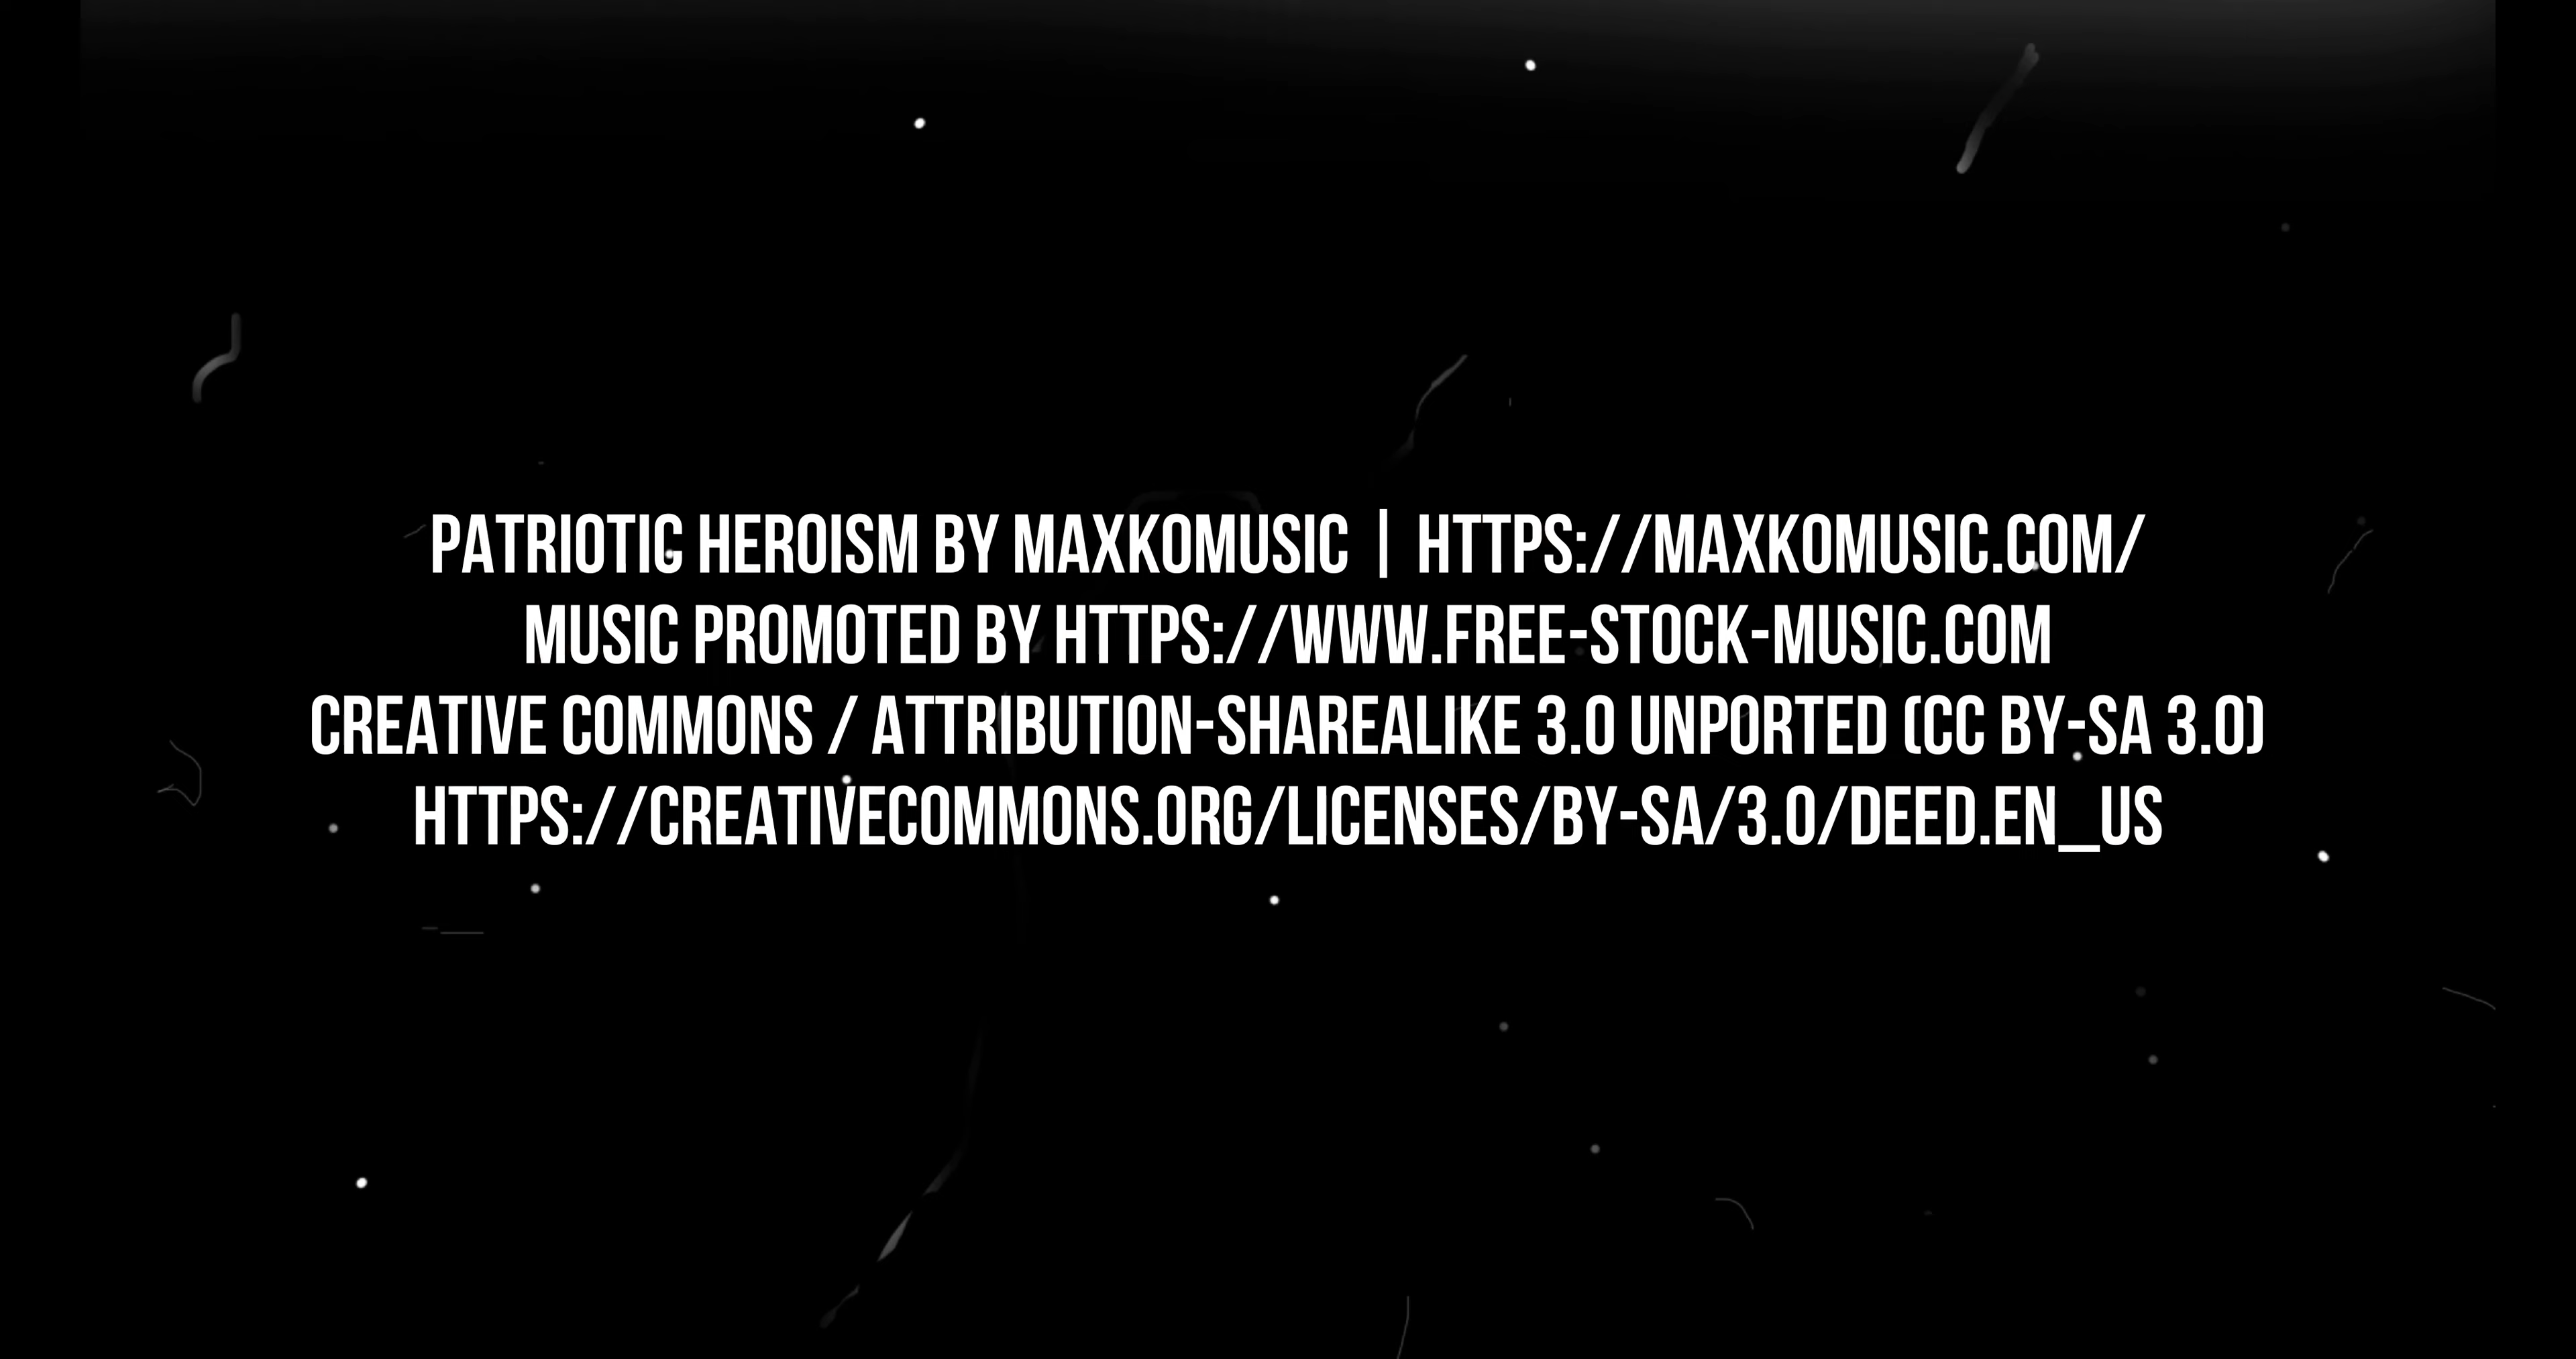 PATRIOTIC HEROISM BY MAXKOMUSIC | HTTPS://MAXKOMUSIC.COM/
MUSIC PROMOTED BY HTTPS://WWW.FREE-STOCK-MUSIC.COM
CREATIVE COMMONS / ATTRIBUTION-SHAREALIKE 3.0 UNPORTED (CC BY-SA 3.0)
HTTPS://CREATIVECOMMONS.ORG/LICENSES/BY-SA/3.0/DEED.EN_US